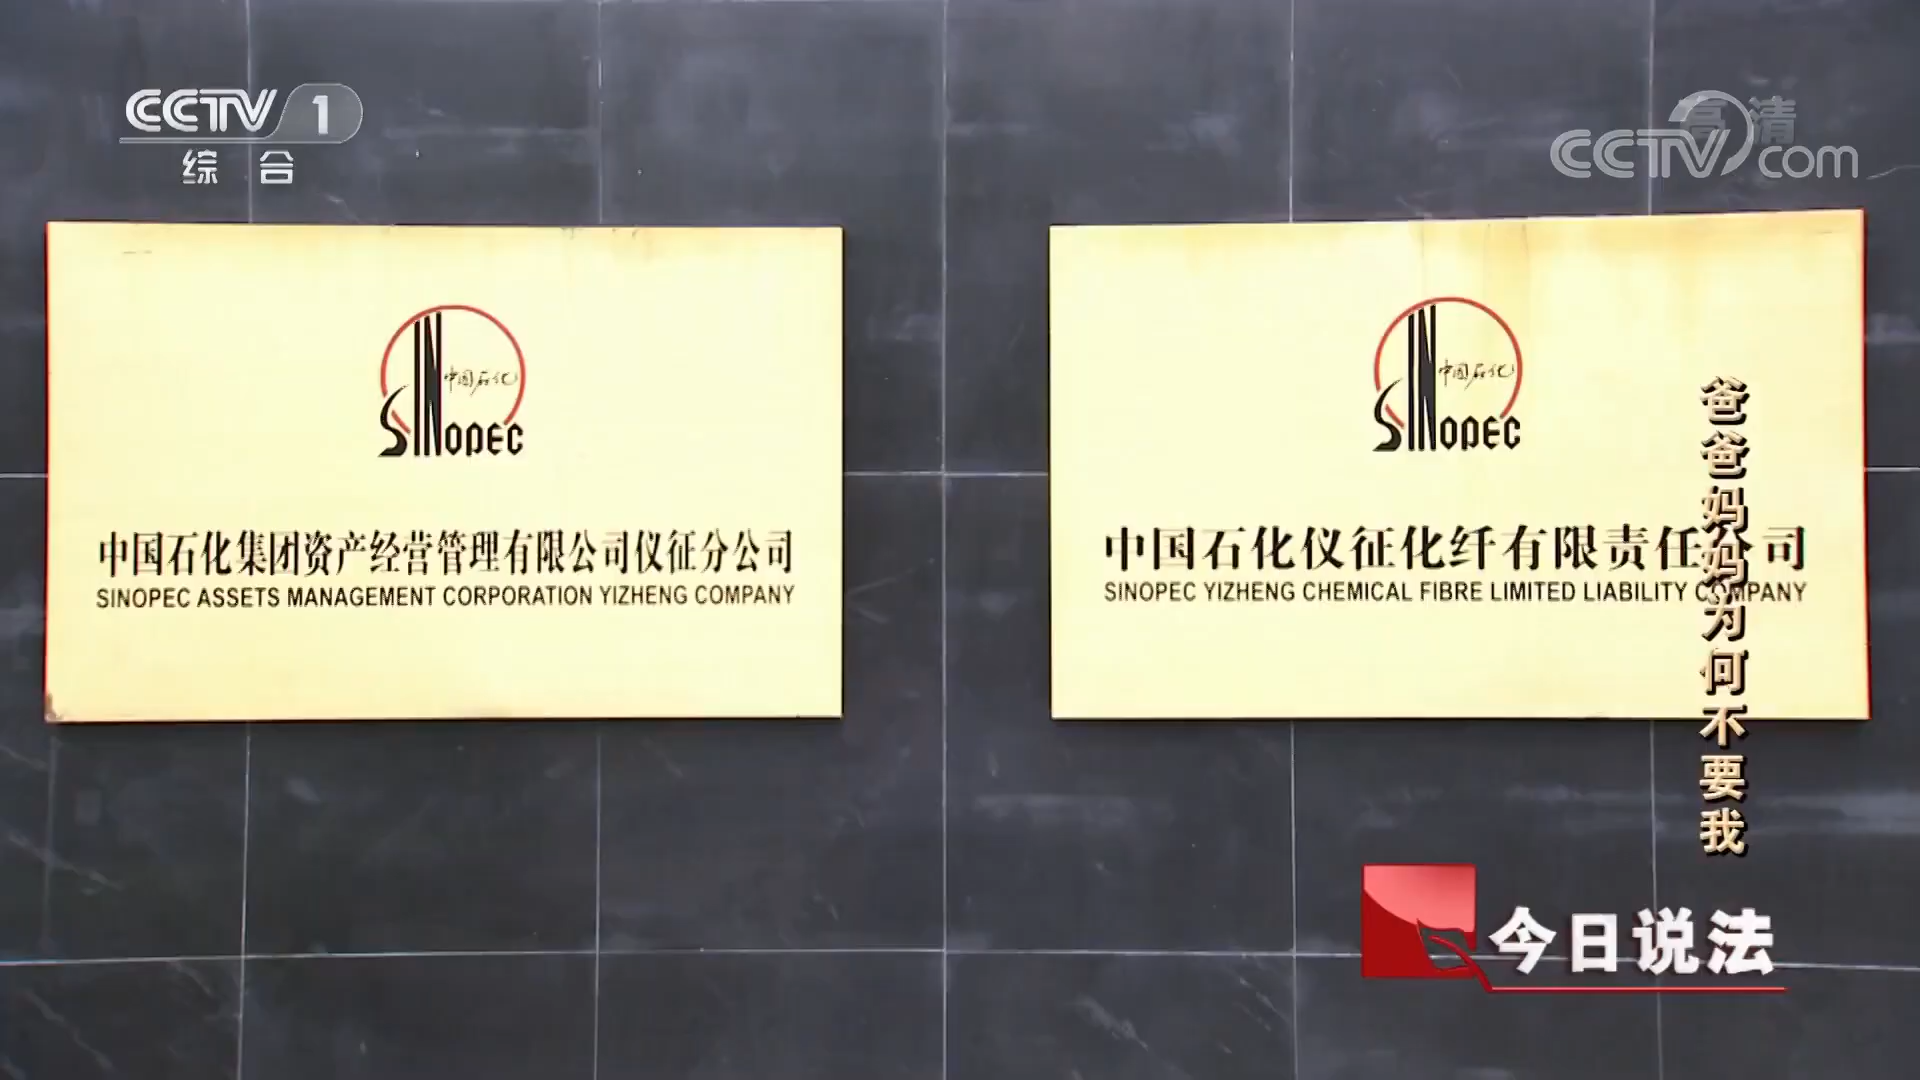 CCTV 1
综合
高清
CCTV com
中国石化
SINOPEC
中国石化集团资产经营管理有限公司仪征分公司
SINOPEC ASSETS MANAGEMENT CORPORATION YIZHENG COMPANY
中国石化
SINOPEC
中国石化仪征化纤有限责任公司
SINOPEC YIZHENG CHEMICAL FIBRE LIMITED LIABILITY COMPANY
爸爸妈妈为何不要我
今日说法